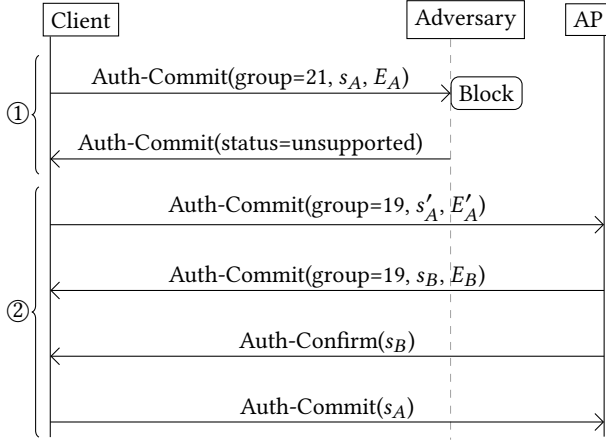 Client
Adversary
AP
①
Auth-Commit(group=21, s_A, E_A)
Block
Auth-Commit(status=unsupported)
②
Auth-Commit(group=19, s′_A, E′_A)
Auth-Commit(group=19, s_B, E_B)
Auth-Confirm(s_B)
Auth-Commit(s_A)